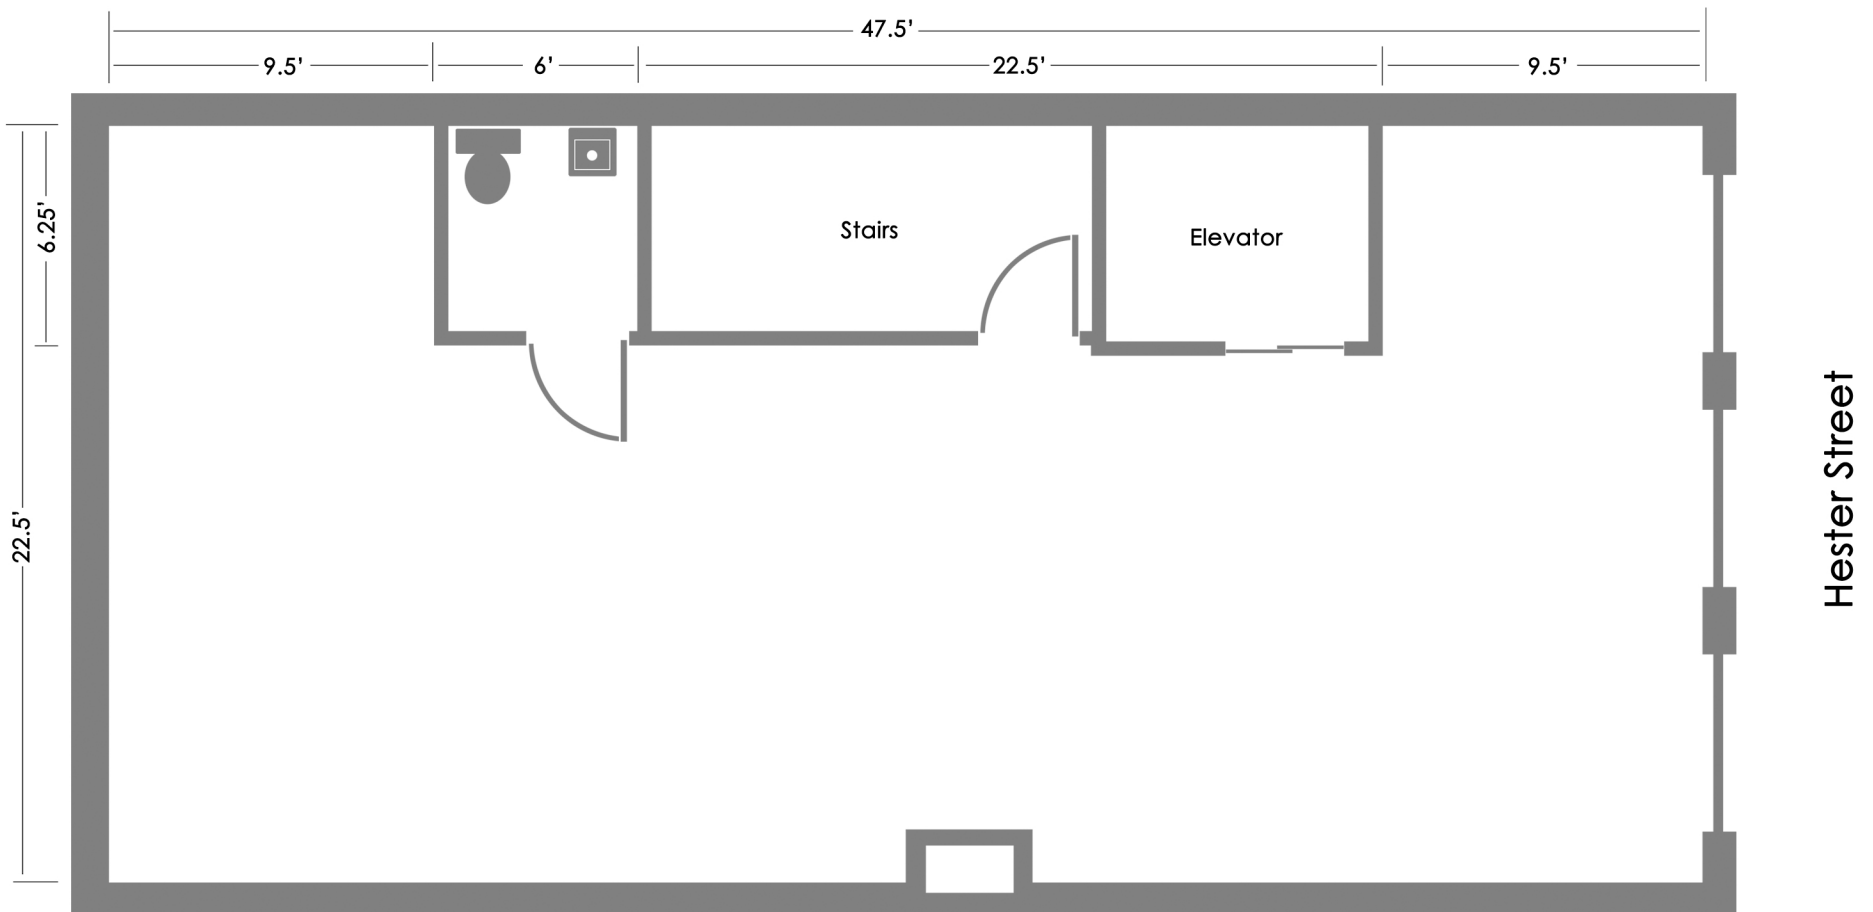 47.5’
9.5’
6’
22.5’
9.5’
6.25’
22.5’
Stairs
Elevator
Hester Street